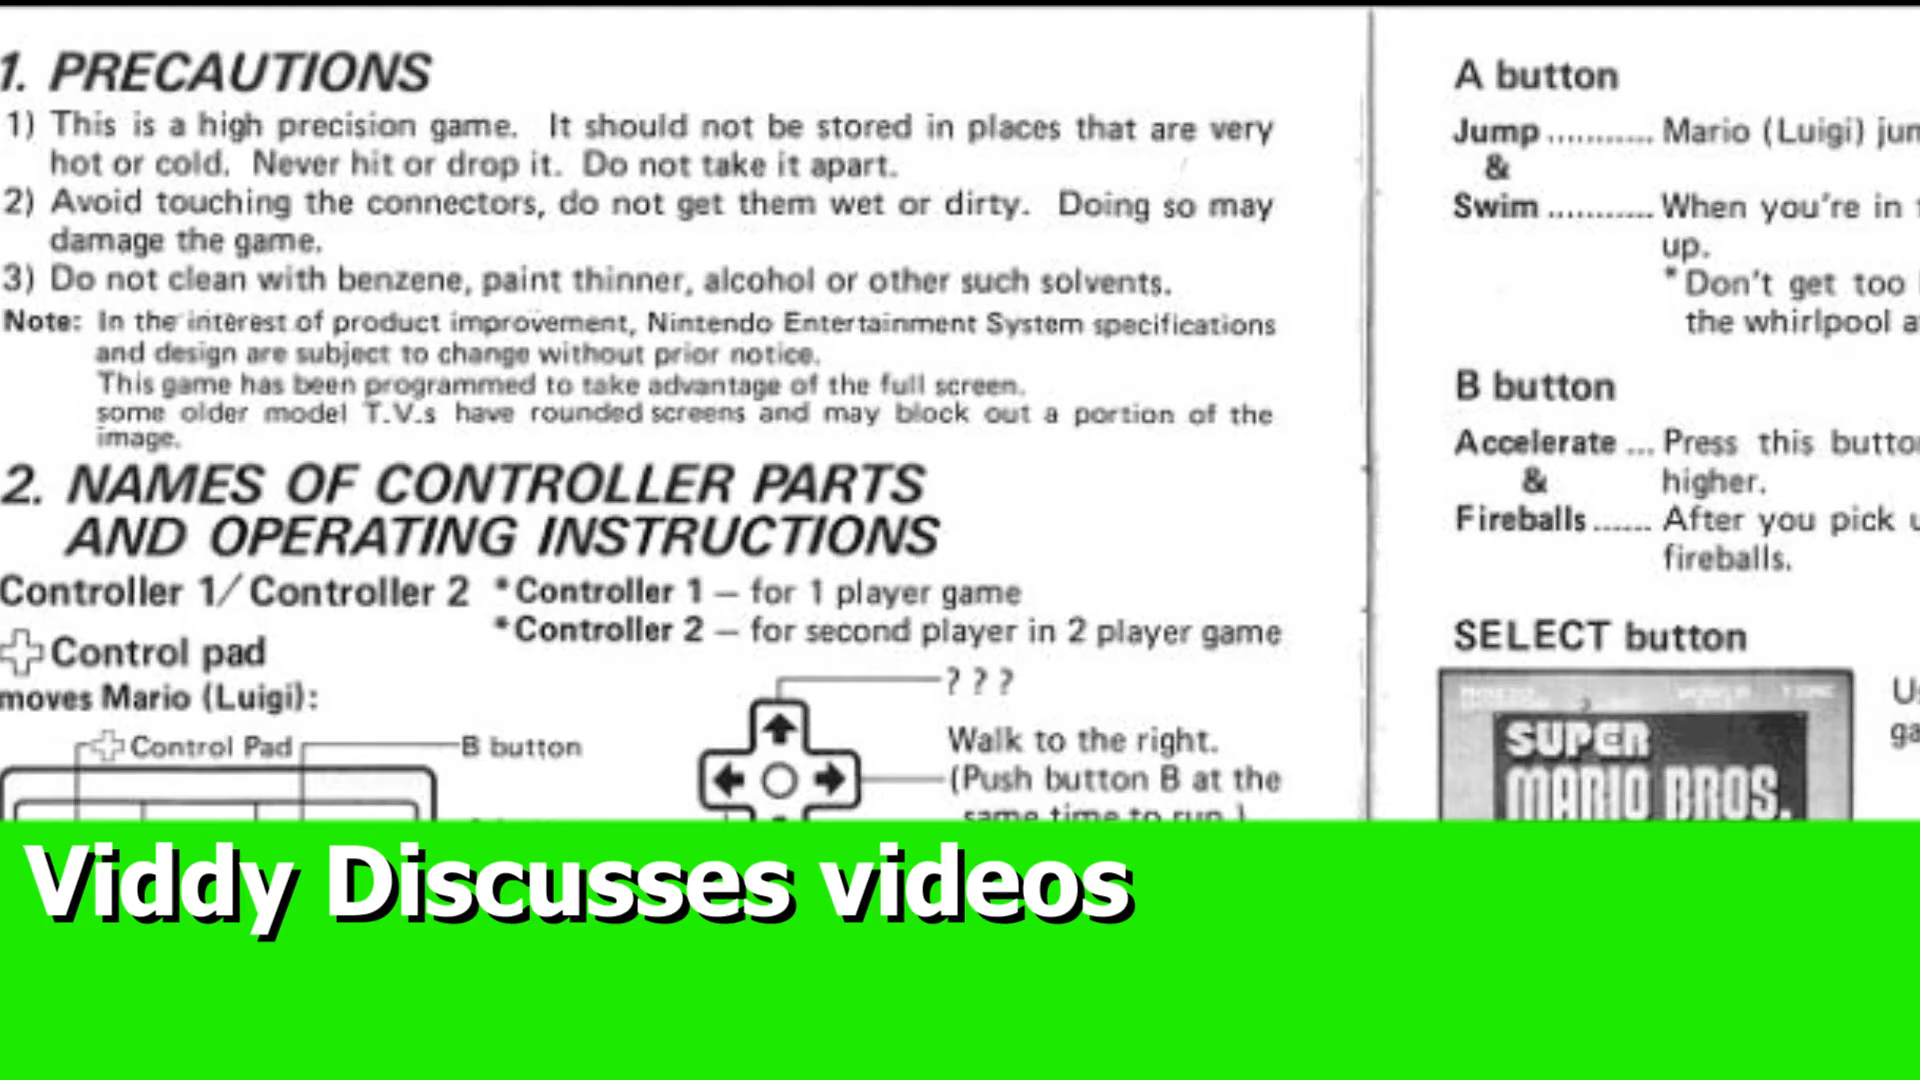 1. PRECAUTIONS
1) This is a high precision game. It should not be stored in places that are very
hot or cold. Never hit or drop it. Do not take it apart.
2) Avoid touching the connectors, do not get them wet or dirty. Doing so may
damage the game.
3) Do not clean with benzene, paint thinner, alcohol or other such solvents.
Note: In the interest of product improvement, Nintendo Entertainment System specifications
and design are subject to change without prior notice.
This game has been programmed to take advantage of the full screen.
some older model T.V.s have rounded screens and may block out a portion of the
image.
2. NAMES OF CONTROLLER PARTS
AND OPERATING INSTRUCTIONS
Controller 1/Controller 2 *Controller 1 – for 1 player game
*Controller 2 – for second player in 2 player game
Control pad
moves Mario (Luigi):
Control Pad
B button
???
Walk to the right.
(Push button B at the
same time to run.)
A button
Jump ........... Mario (Luigi) jum
&
Swim ........... When you're in
up.
* Don't get too
the whirlpool
B button
Accelerate ... Press this butto
&
higher.
Fireballs ...... After you pick
fireballs.
SELECT button
SUPER
MARIO BROS.
Viddy Discusses videos